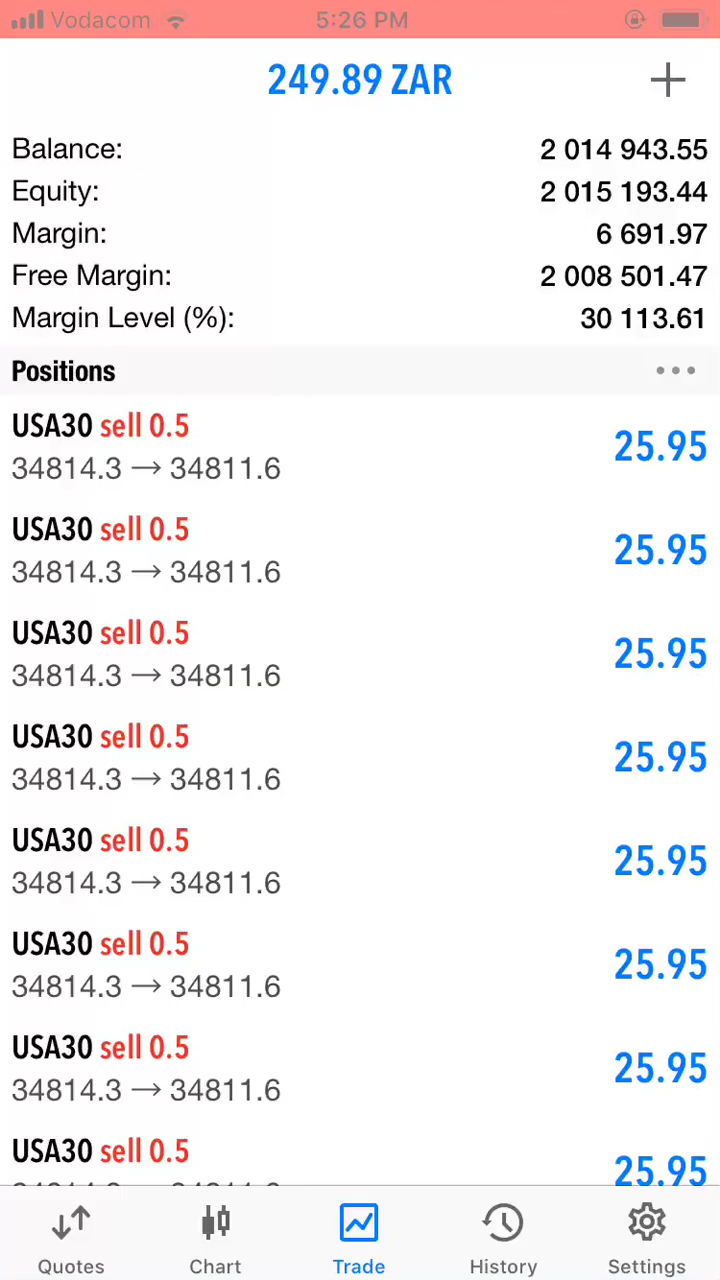 Vodacom 5:26 PM
249.89 ZAR
Balance: 2 014 943.55
Equity: 2 015 193.44
Margin: 6 691.97
Free Margin: 2 008 501.47
Margin Level (%): 30 113.61
Positions
USA30 sell 0.5
34814.3 → 34811.6 25.95
USA30 sell 0.5
34814.3 → 34811.6 25.95
USA30 sell 0.5
34814.3 → 34811.6 25.95
USA30 sell 0.5
34814.3 → 34811.6 25.95
USA30 sell 0.5
34814.3 → 34811.6 25.95
USA30 sell 0.5
34814.3 → 34811.6 25.95
USA30 sell 0.5
34814.3 → 34811.6 25.95
USA30 sell 0.5
25.95
Quotes Chart Trade History Settings